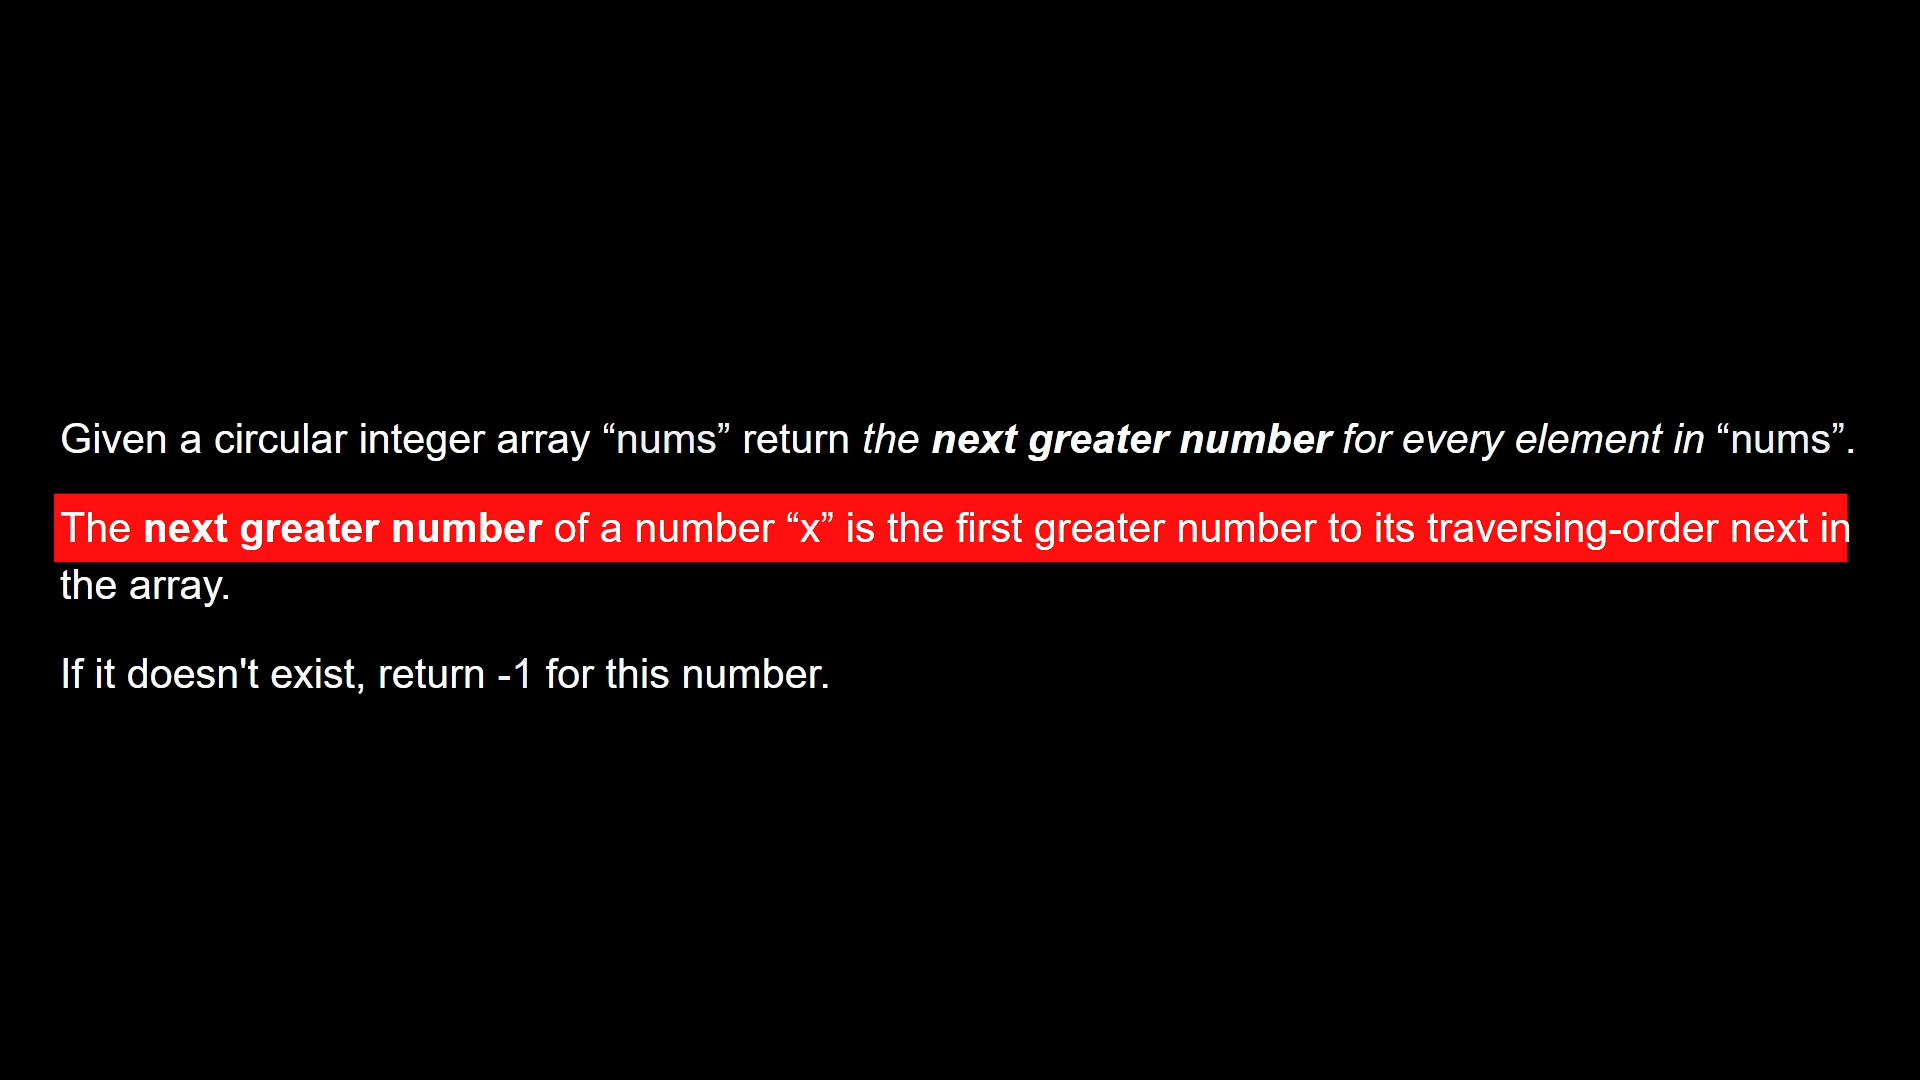 Given a circular integer array “nums” return the next greater number for every element in “nums”.
The next greater number of a number “x” is the first greater number to its traversing-order next in
the array.
If it doesn't exist, return -1 for this number.